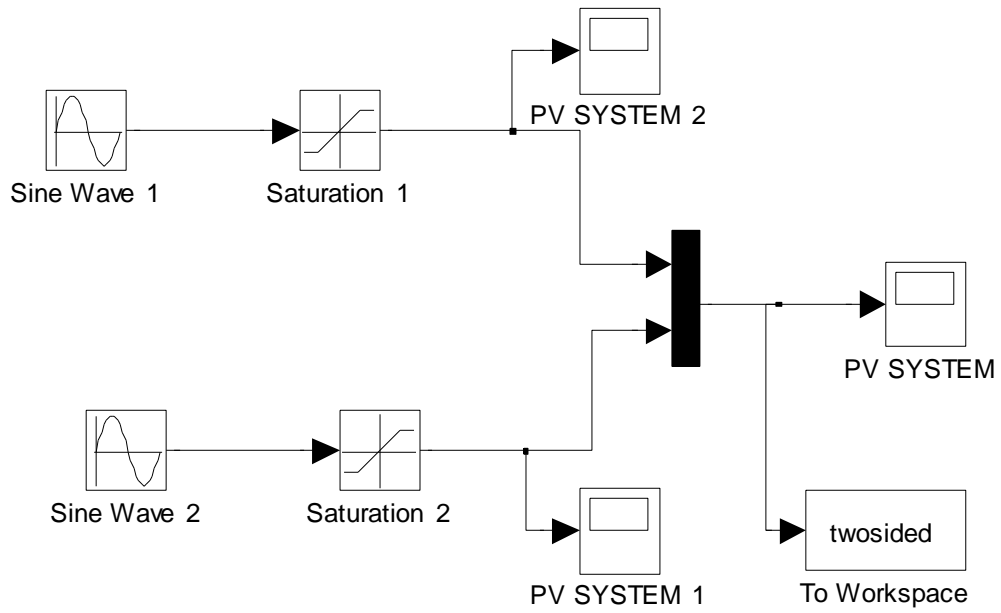 PV SYSTEM 2
Sine Wave 1
Saturation 1
PV SYSTEM
Sine Wave 2
Saturation 2
twosided
PV SYSTEM 1
To Workspace